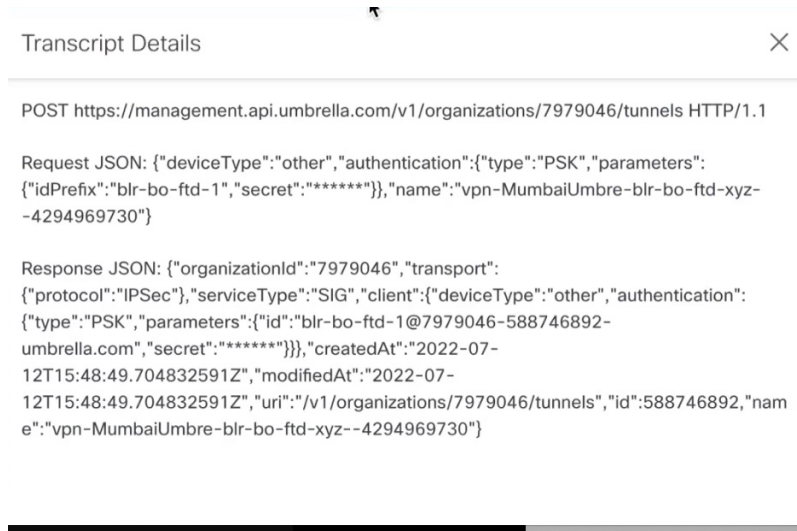 Transcript Details
POST https://management.api.umbrella.com/v1/organizations/7979046/tunnels HTTP/1.1
Request JSON: {"deviceType":"other","authentication":{"type":"PSK","parameters":
{"idPrefix":"blr-bo-ftd-1","secret":"******"}},"name":"vpn-MumbaiUmbre-blr-bo-ftd-xyz-
-4294969730"}
Response JSON: {"organizationId":"7979046","transport":
{"protocol":"IPSec"},"serviceType":"SIG","client":{"deviceType":"other","authentication":
{"type":"PSK","parameters":{"id":"blr-bo-ftd-1@7979046-588746892-
umbrella.com","secret":"******"}}},"createdAt":"2022-07-
12T15:48:49.704832591Z","modifiedAt":"2022-07-
12T15:48:49.704832591Z","uri":"/v1/organizations/7979046/tunnels","id":588746892,"nam
e":"vpn-MumbaiUmbre-blr-bo-ftd-xyz--4294969730"}